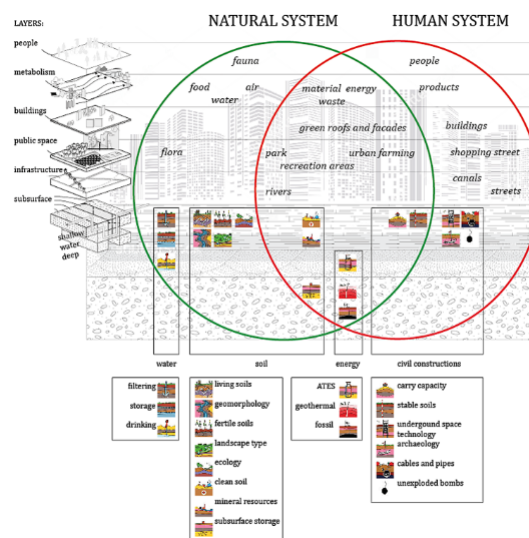 LAYERS:
NATURAL SYSTEM
HUMAN SYSTEM
people
metabolism
buildings
public space
infrastructure
subsurface
shallow
water
deep
fauna
people
food
air
material energy
products
water
waste
green roofs and facades
buildings
flora
park
urban farming
shopping street
recreation areas
canals
rivers
streets
water
soil
energy
civil constructions
filtering
storage
drinking
living soils
geomorphology
fertile soils
landscape type
ecology
clean soil
mineral resources
subsurface storage
ATES
geothermal
fossil
carry capacity
stable soils
underground space
technology
archaeology
cables and pipes
unexploded bombs